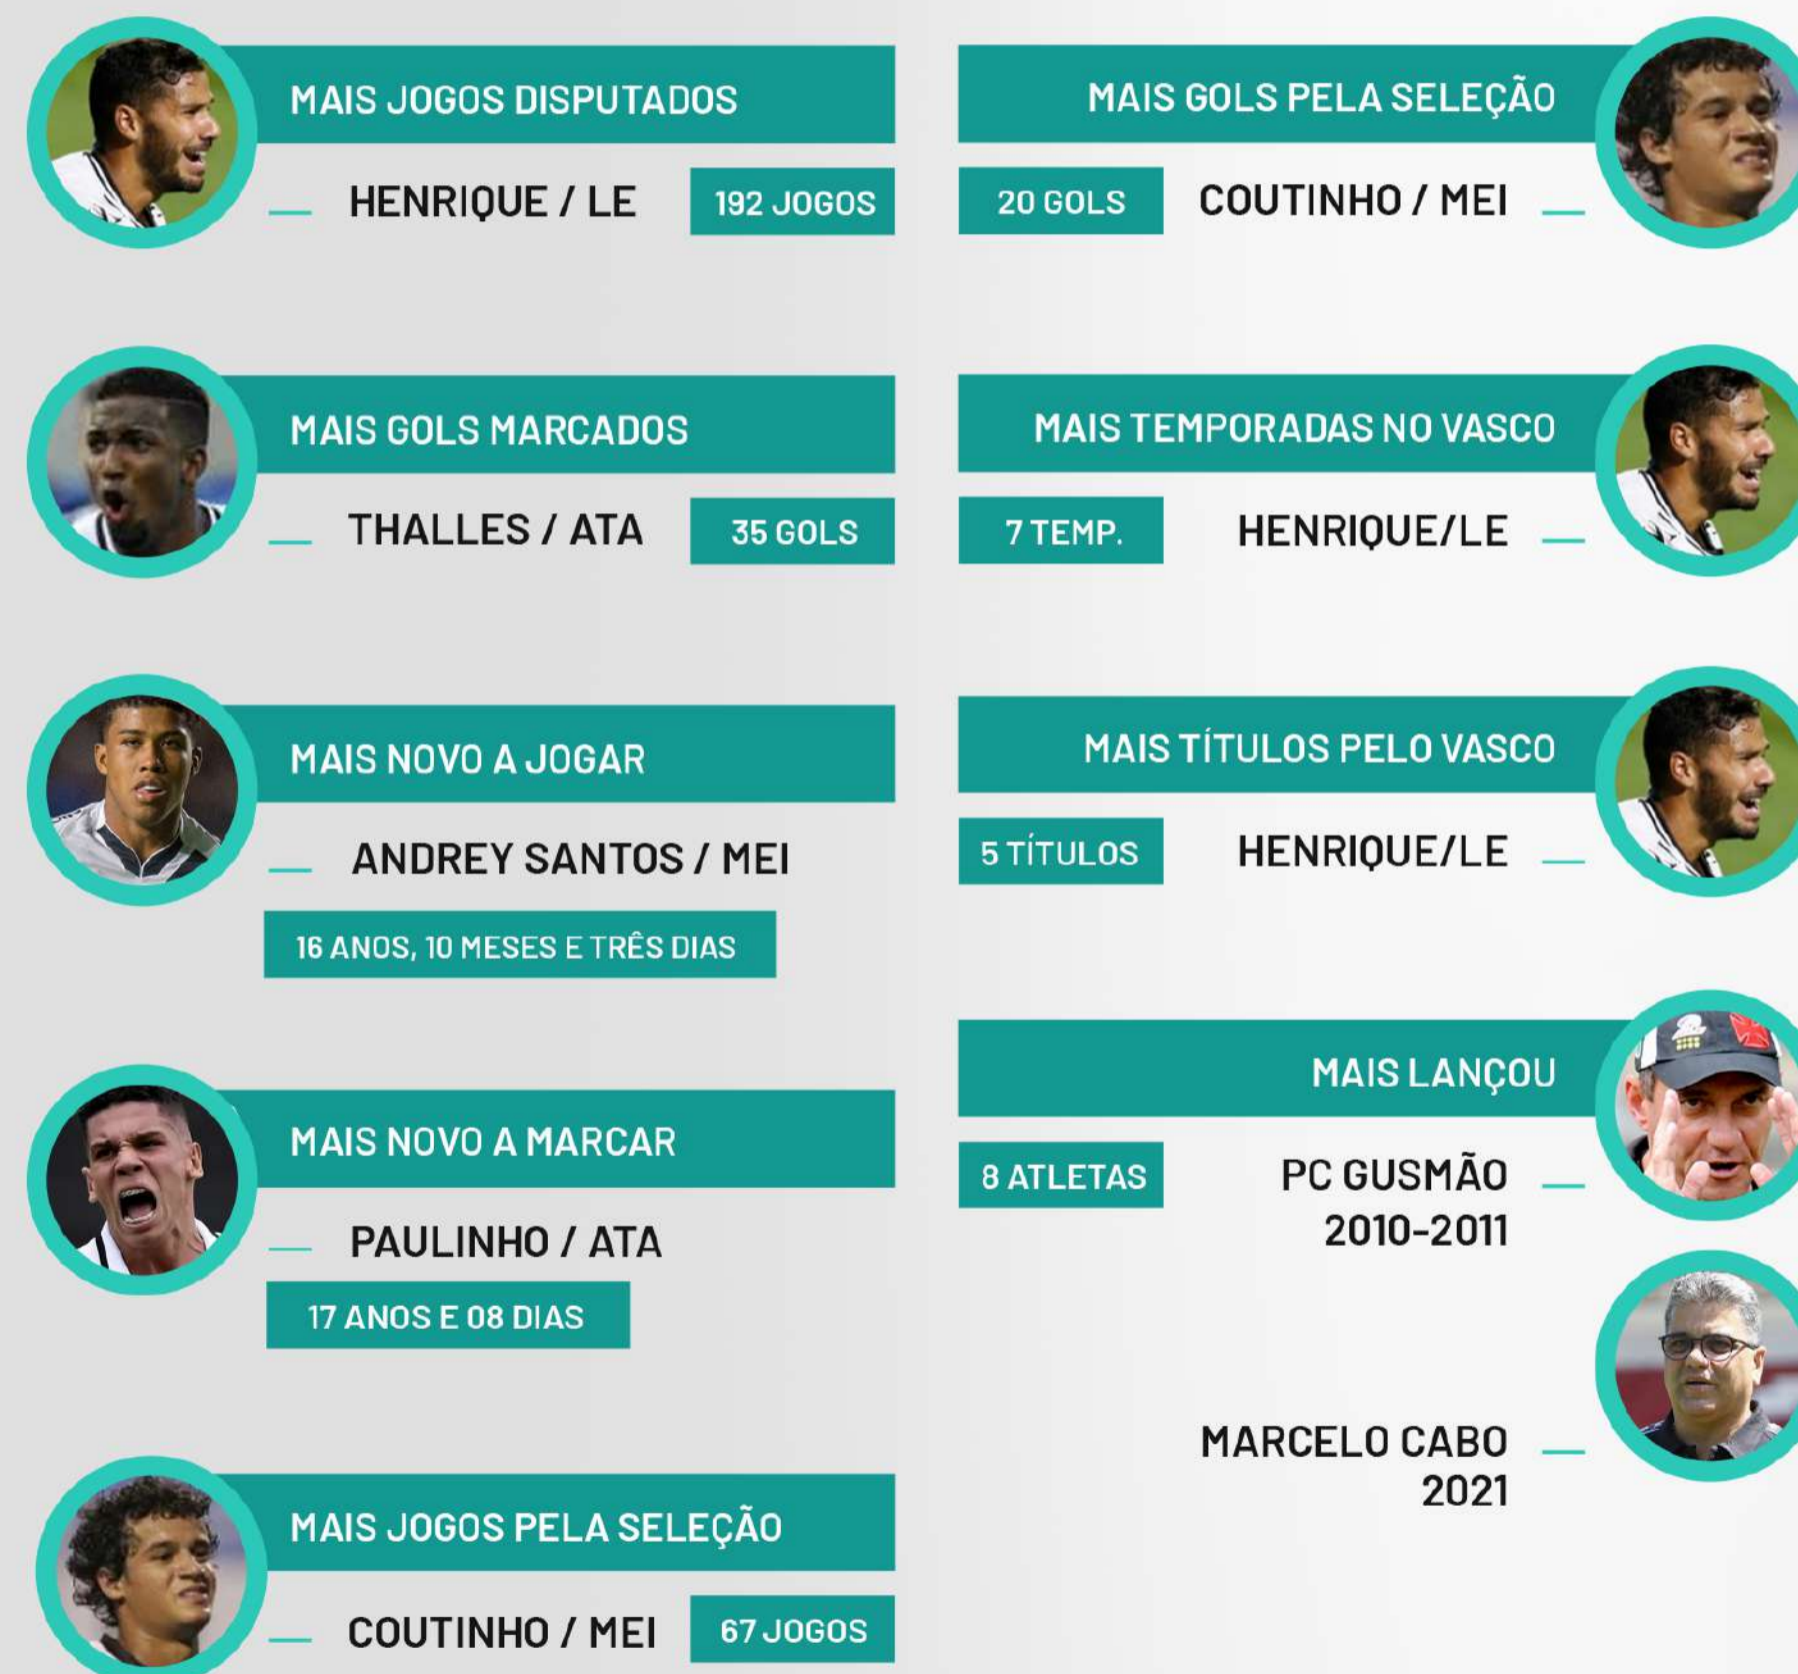 MAIS JOGOS DISPUTADOS
HENRIQUE / LE
192 JOGOS
MAIS GOLS MARCADOS
THALLES / ATA
35 GOLS
MAIS NOVO A JOGAR
ANDREY SANTOS / MEI
16 ANOS, 10 MESES E TRÊS DIAS
MAIS NOVO A MARCAR
PAULINHO / ATA
17 ANOS E 08 DIAS
MAIS JOGOS PELA SELEÇÃO
COUTINHO / MEI
67 JOGOS
MAIS GOLS PELA SELEÇÃO
20 GOLS
COUTINHO / MEI
MAIS TEMPORADAS NO VASCO
7 TEMP.
HENRIQUE/LE
MAIS TÍTULOS PELO VASCO
5 TÍTULOS
HENRIQUE/LE
MAIS LANÇOU
8 ATLETAS
PC GUSMÃO
2010-2011
MARCELO CABO
2021